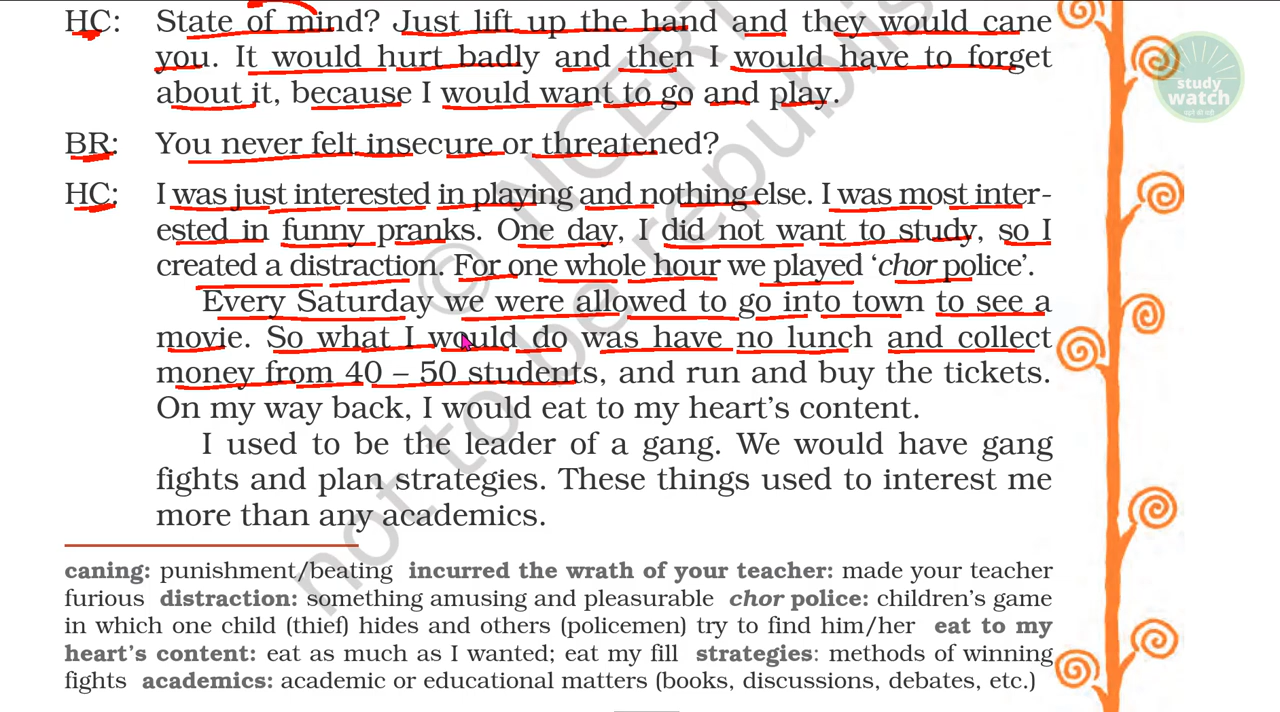 HC: State of mind? Just lift up the hand and they would cane
you. It would hurt badly and then I would have to forget
about it, because I would want to go and play.
BR: You never felt insecure or threatened?
HC: I was just interested in playing and nothing else. I was most inter-
ested in funny pranks. One day, I did not want to study, so I
created a distraction. For one whole hour we played ‘chor police’.
Every Saturday we were allowed to go into town to see a
movie. So what I would do was have no lunch and collect
money from 40 – 50 students, and run and buy the tickets.
On my way back, I would eat to my heart’s content.
I used to be the leader of a gang. We would have gang
fights and plan strategies. These things used to interest me
more than any academics.
caning: punishment/beating incurred the wrath of your teacher: made your teacher
furious distraction: something amusing and pleasurable chor police: children’s game
in which one child (thief) hides and others (policemen) try to find him/her eat to my
heart’s content: eat as much as I wanted; eat my fill strategies: methods of winning
fights academics: academic or educational matters (books, discussions, debates, etc.)
© NCERT
not to be republis
study
watch